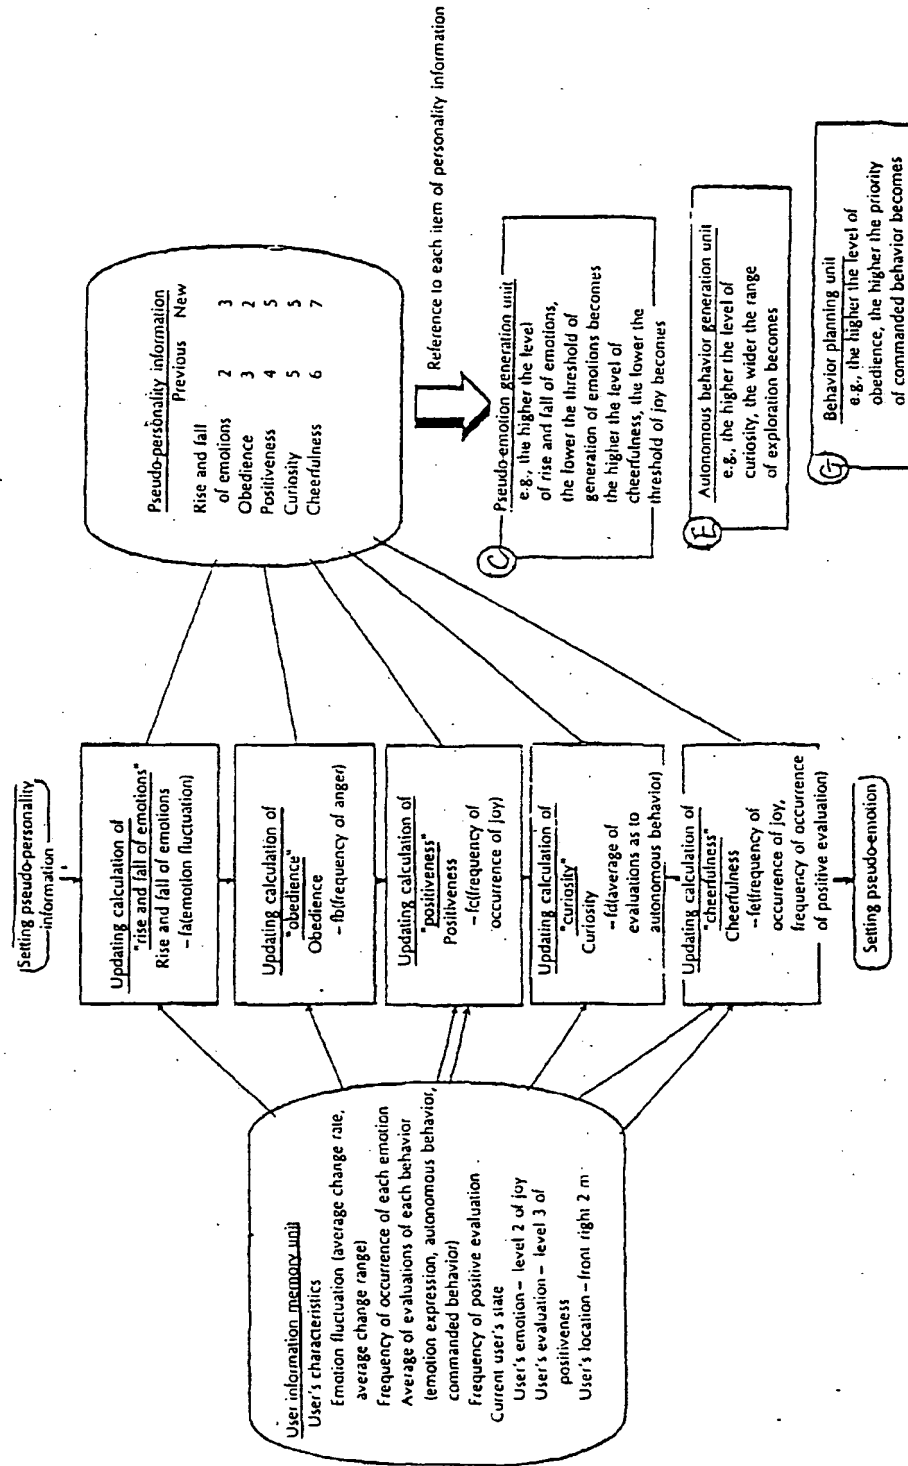 Setting pseudo-personality
information
User information memory unit
User's characteristics
Emotion fluctuation (average change rate,
average change range)
Frequency of occurrence of each emotion
Average of evaluations of each behavior
(emotion expression, autonomous behavior,
commanded behavior)
Frequency of positive evaluation
Current user's state
User's emotion – level 2 of joy
User's evaluation – level 3 of
positiveness
User's location – front right 2 m
Updating calculation of
"rise and fall of emotions"
Rise and fall of emotions
– fa(emotion fluctuation)
Updating calculation of
"obedience"
Obedience
– fb(frequency of anger)
Updating calculation of
"positiveness"
Positiveness
– fc(frequency of
occurrence of joy)
Updating calculation of
"curiosity"
Curiosity
– fd(average of
evaluations as to
autonomous behavior)
Updating calculation of
"cheerfulness"
Cheerfulness
– fe(frequency of
occurrence of joy,
frequency of occurrence
of positive evaluation)
Setting pseudo-emotion
Pseudo-personality information
Previous New
Rise and fall
of emotions 2 3
Obedience 3 2
Positiveness 4 5
Curiosity 5 5
Cheerfulness 6 7
Reference to each item of personality information
C
Pseudo-emotion generation unit
e.g., the higher the level
of rise and fall of emotions,
the lower the threshold of
generation of emotions becomes
the higher the level of
cheerfulness, the lower the
threshold of joy becomes
E
Autonomous behavior generation unit
e.g., the higher the level of
curiosity, the wider the range
of exploration becomes
G
Behavior planning unit
e.g., the higher the level of
obedience, the higher the priority
of commanded behavior becomes